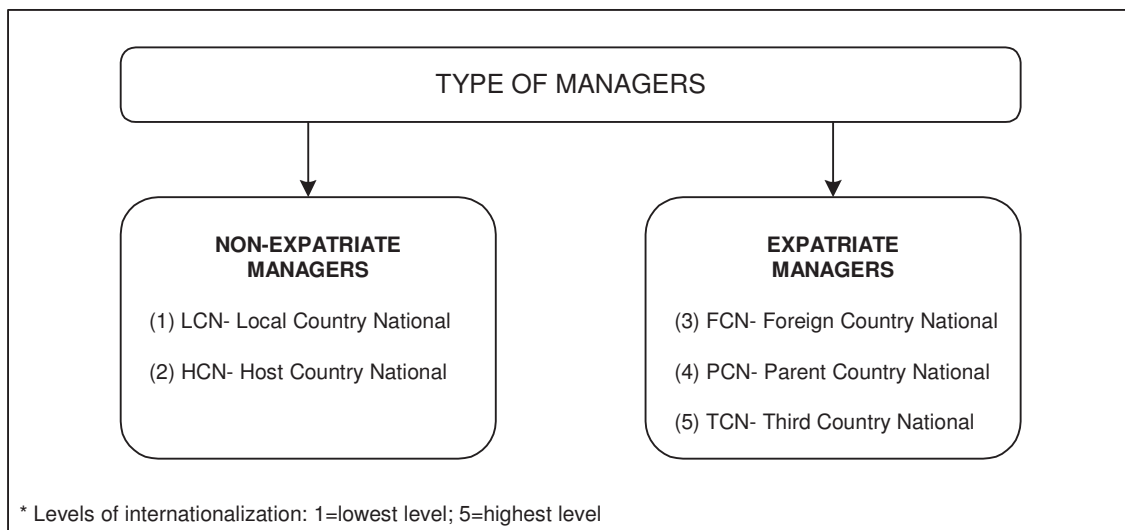 TYPE OF MANAGERS
NON-EXPATRIATE
MANAGERS
(1) LCN- Local Country National
(2) HCN- Host Country National
EXPATRIATE
MANAGERS
(3) FCN- Foreign Country National
(4) PCN- Parent Country National
(5) TCN- Third Country National
* Levels of internationalization: 1=lowest level; 5=highest level